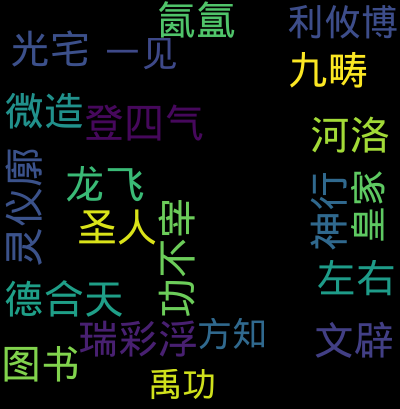 氤氲
利攸博
光宅
一见
九畴
微造
登四气
河洛
灵仪廓
龙飞
圣人
功不宰
神行
皇家
德合天
左右
瑞彩浮
方知
文辟
图书
禹功